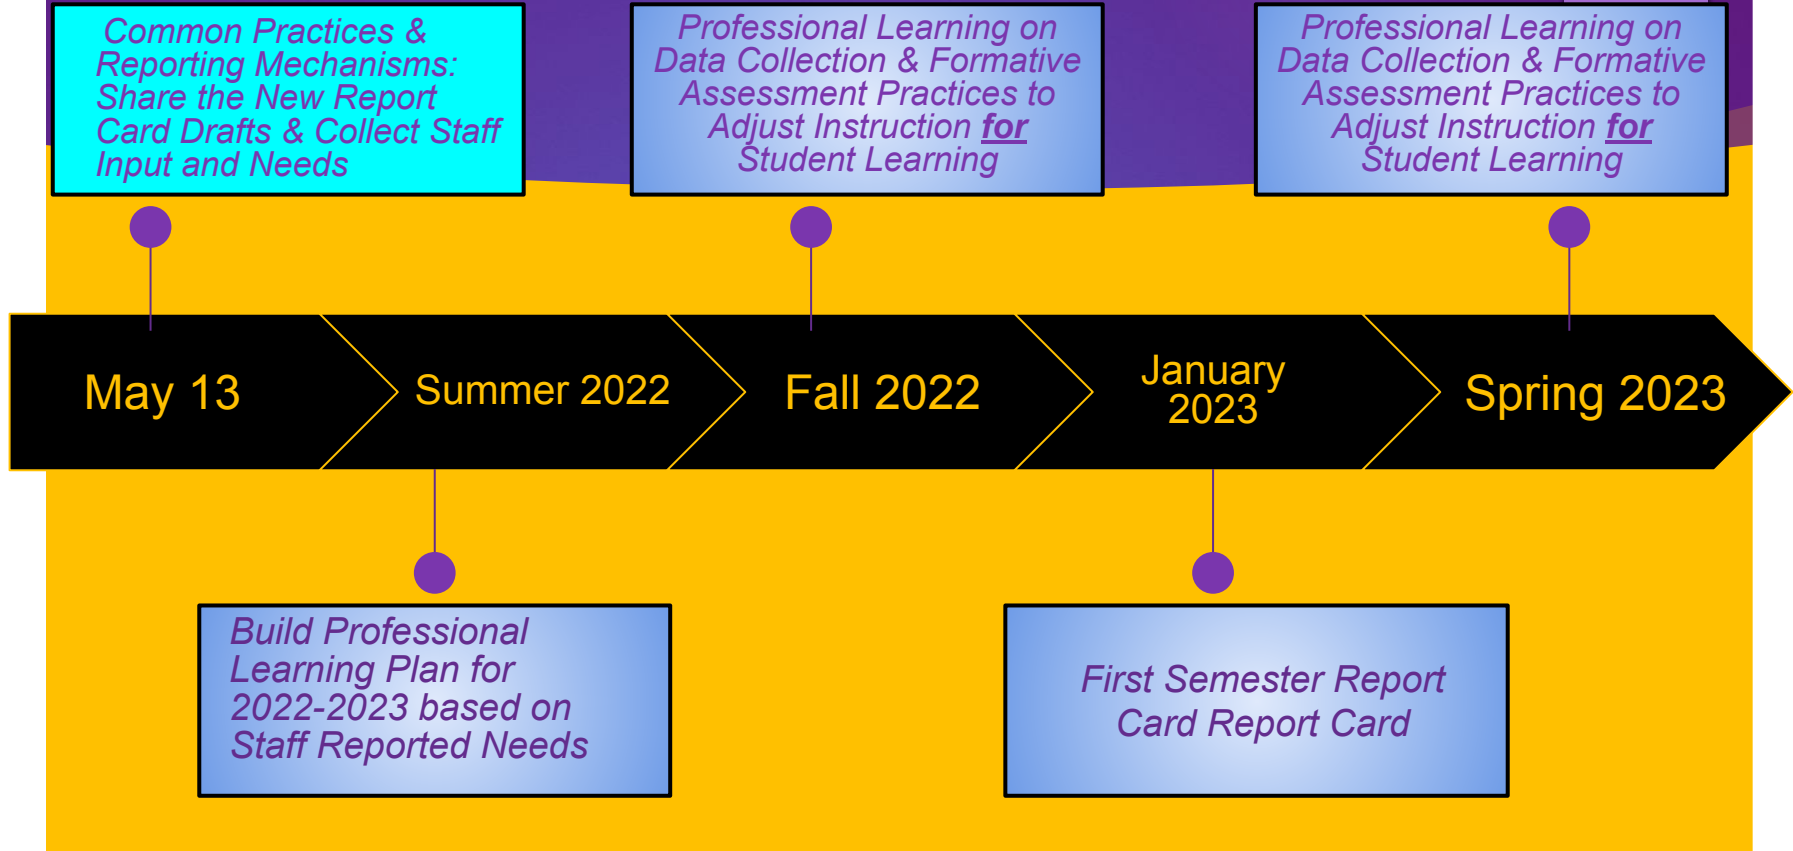 Common Practices &
Reporting Mechanisms:
Share the New Report
Card Drafts & Collect Staff
Input and Needs
Professional Learning on
Data Collection & Formative
Assessment Practices to
Adjust Instruction for
Student Learning
Professional Learning on
Data Collection & Formative
Assessment Practices to
Adjust Instruction for
Student Learning
May 13
Summer 2022
Fall 2022
January
2023
Spring 2023
Build Professional
Learning Plan for
2022-2023 based on
Staff Reported Needs
First Semester Report
Card Report Card